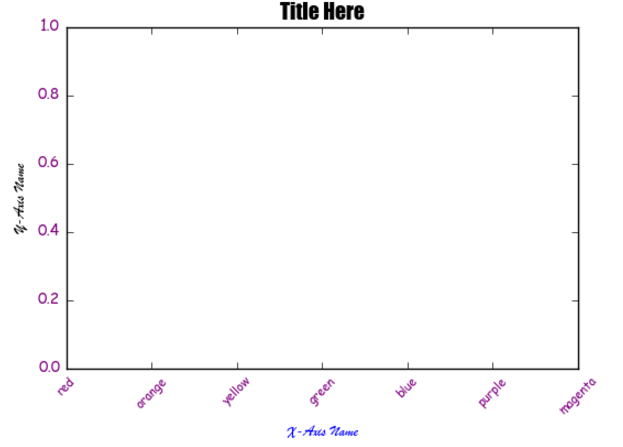 Title Here
1.0
0.8
0.6
0.4
0.2
0.0
Y-Axis Name
red
orange
yellow
green
blue
purple
magenta
X-Axis Name